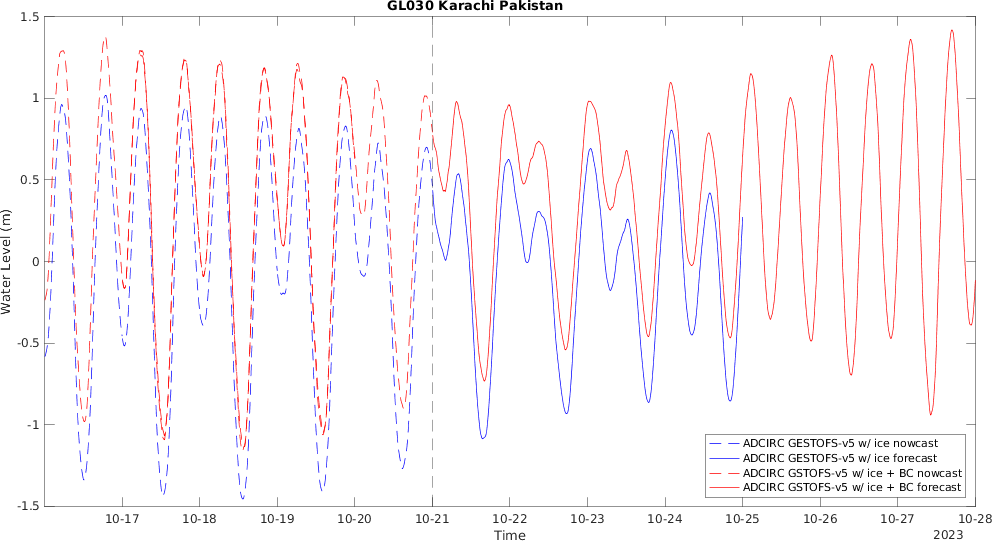 GL030 Karachi Pakistan
1.5
1
0.5
0
-0.5
-1
-1.5
Water Level (m)
10-17 10-18 10-19 10-20 10-21 10-22 10-23 10-24 10-25 10-26 10-27 10-28
Time
2023
ADCIRC GESTOFS-v5 w/ ice nowcast
ADCIRC GESTOFS-v5 w/ ice forecast
ADCIRC GSTOFS-v5 w/ ice + BC nowcast
ADCIRC GSTOFS-v5 w/ ice + BC forecast